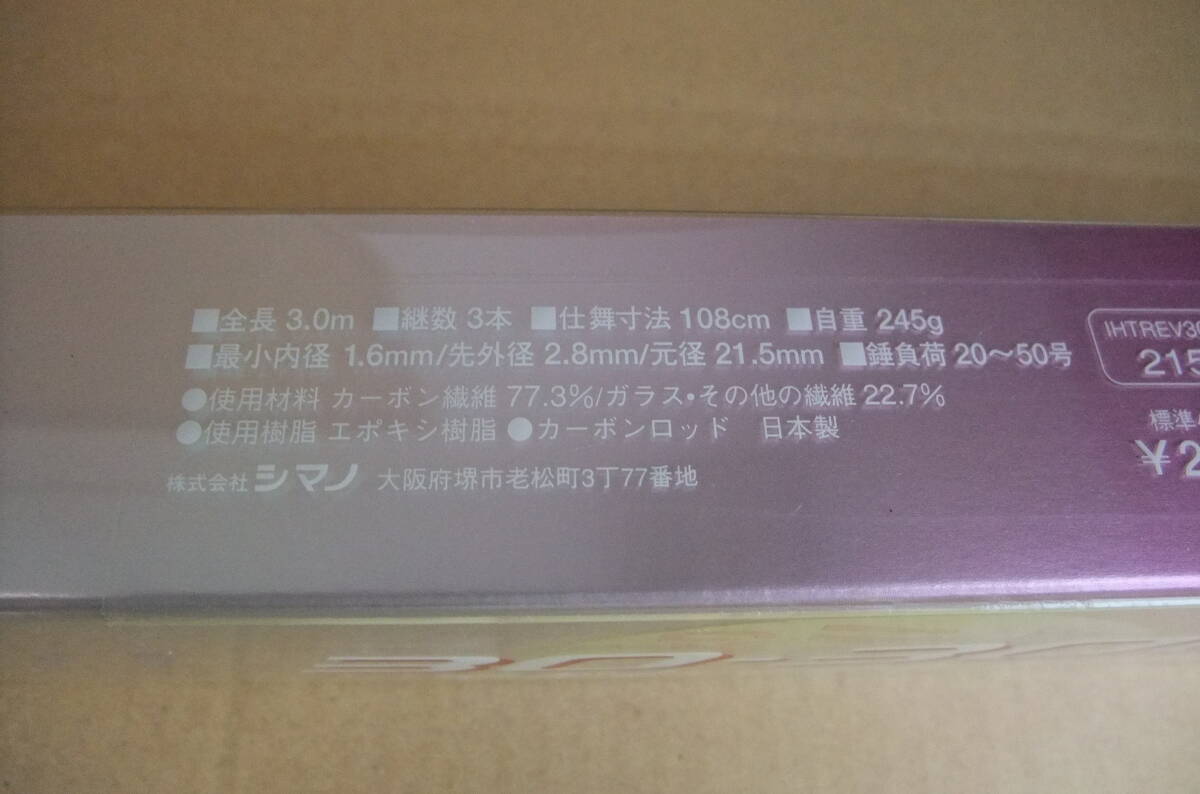 ■全長 3.0m ■継数 3本 ■仕舞寸法 108cm ■自重 245g
■最小内径 1.6mm/先外径 2.8mm/元径 21.5mm ■錘負荷 20〜50号
●使用材料 カーボン繊維 77.3%/ガラス・その他の繊維 22.7%
●使用樹脂 エポキシ樹脂 ●カーボンロッド 日本製
株式会社 シマノ 大阪府堺市老松町3丁77番地
IHTREV3
215
標準
¥2